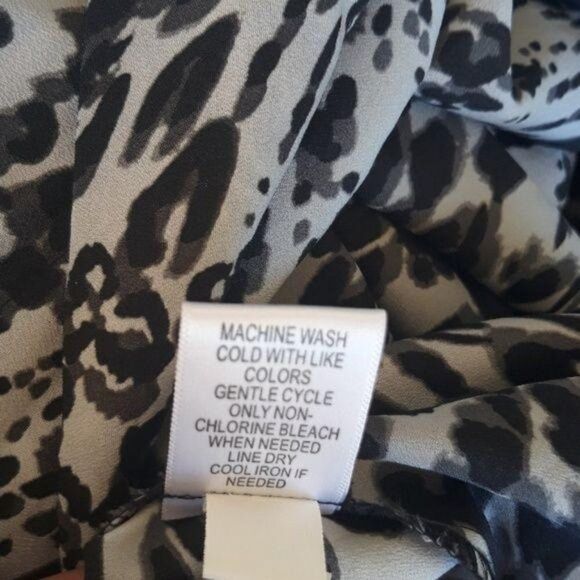 MACHINE WASH
COLD WITH LIKE
COLORS
GENTLE CYCLE
ONLY NON-
CHLORINE BLEACH
WHEN NEEDED
LINE DRY
COOL IRON IF
NEEDED